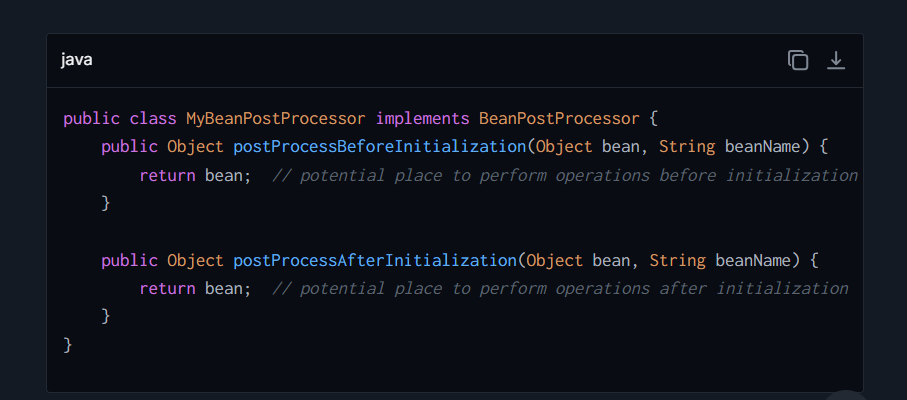 java
public class MyBeanPostProcessor implements BeanPostProcessor {
    public Object postProcessBeforeInitialization(Object bean, String beanName) {
        return bean;  // potential place to perform operations before initialization
    }

    public Object postProcessAfterInitialization(Object bean, String beanName) {
        return bean;  // potential place to perform operations after initialization
    }
}